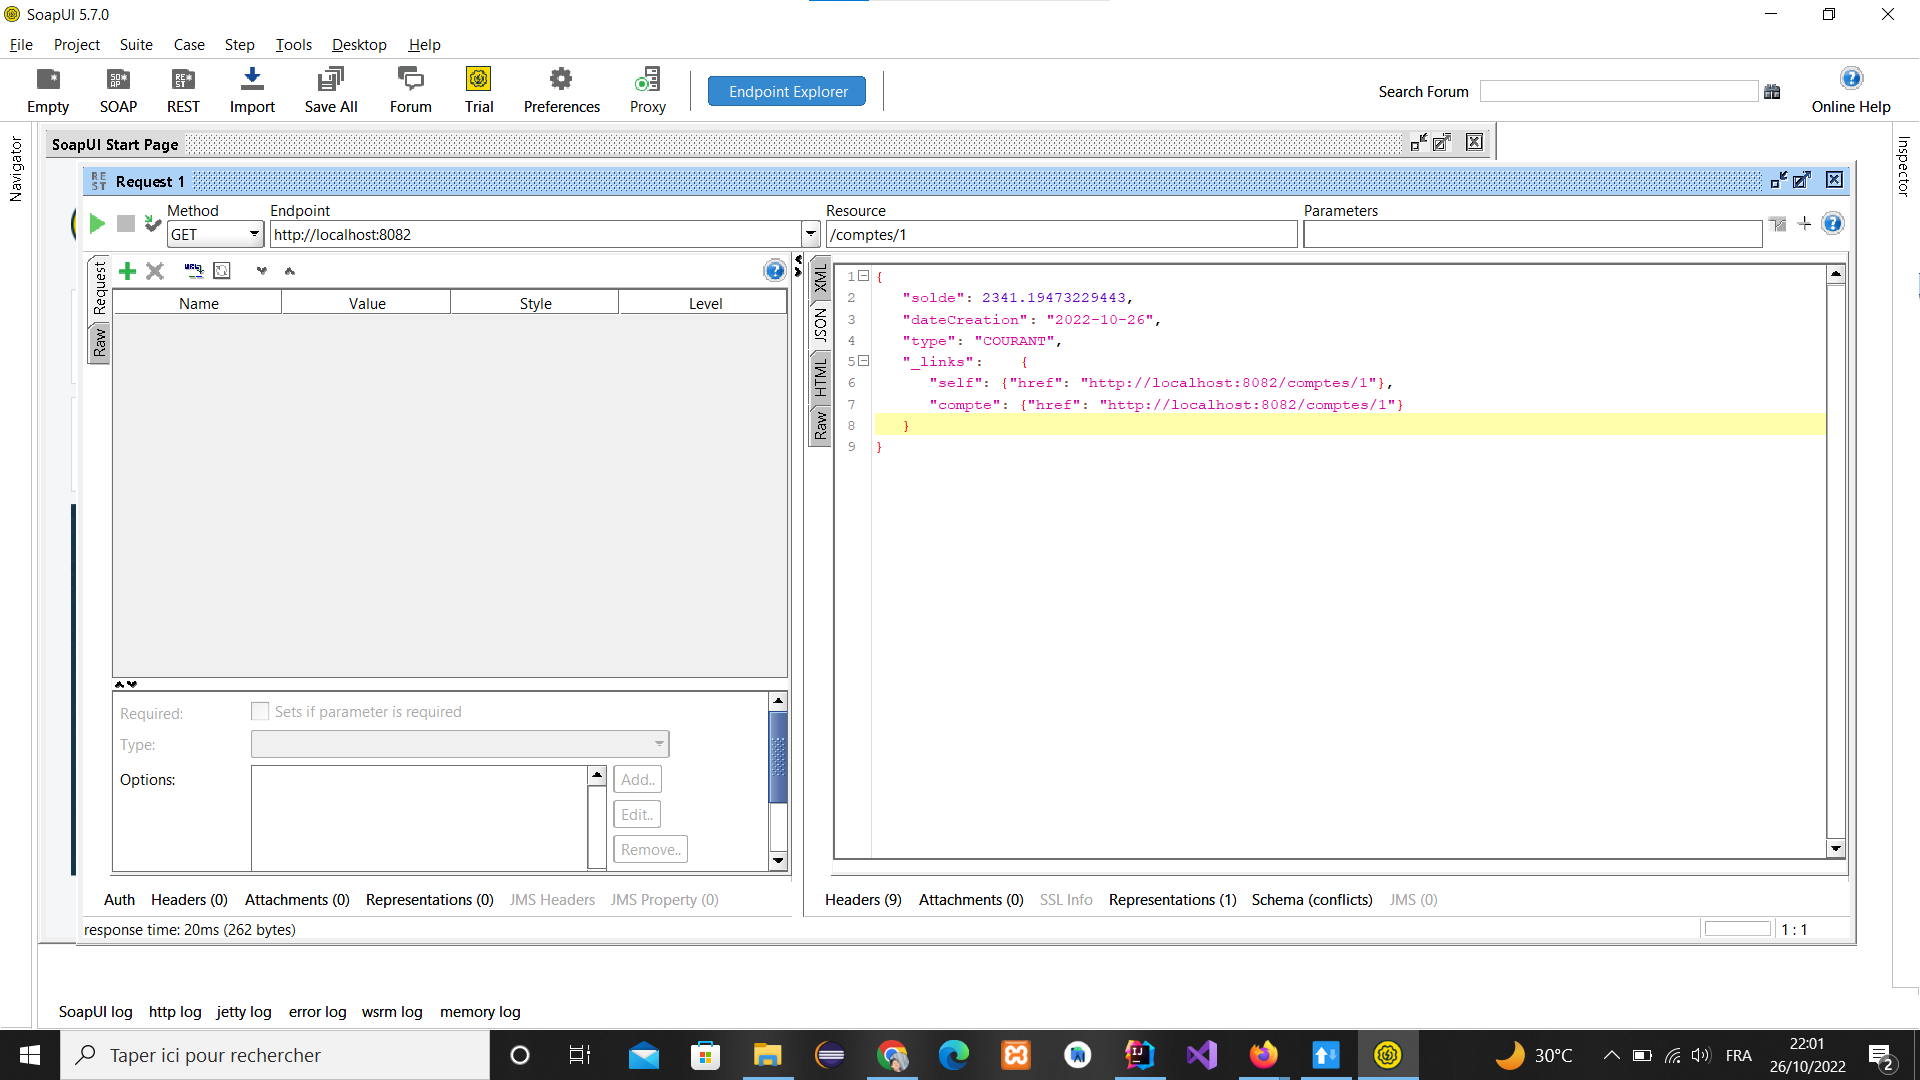 SoapUI 5.7.0
File Project Suite Case Step Tools Desktop Help
Empty SOAP REST Import Save All Forum Trial Preferences Proxy Endpoint Explorer Search Forum Online Help
Navigator
SoapUI Start Page
Inspector
RE ST Request 1
Method Endpoint Resource Parameters
GET http://localhost:8082 /comptes/1
Request
Raw
Name Value Style Level
XML
JSON
HTML
Raw
1 {
2 "solde": 2341.19473229443,
3 "dateCreation": "2022-10-26",
4 "type": "COURANT",
5 "_links": {
6 "self": {"href": "http://localhost:8082/comptes/1"},
7 "compte": {"href": "http://localhost:8082/comptes/1"}
8 }
9 }
Required: Sets if parameter is required
Type:
Options: Add..
Edit..
Remove..
Auth Headers (0) Attachments (0) Representations (0) JMS Headers JMS Property (0)
Headers (9) Attachments (0) SSL Info Representations (1) Schema (conflicts) JMS (0)
response time: 20ms (262 bytes)
1 : 1
SoapUI log http log jetty log error log wsrm log memory log
Taper ici pour rechercher
30°C FRA 22:01
26/10/2022 2